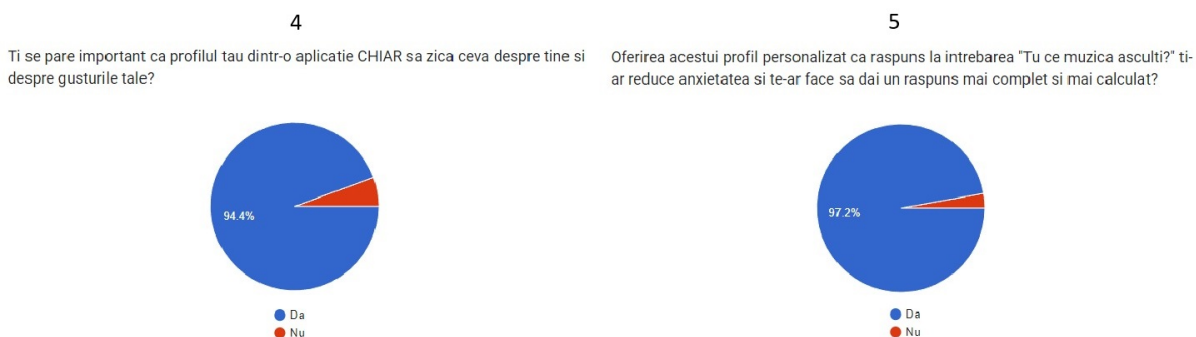 4
Ti se pare important ca profilul tau dintr-o aplicatie CHIAR sa zica ceva despre tine si
despre gusturile tale?
94.4%
Da
Nu
5
Oferirea acestui profil personalizat ca raspuns la intrebarea "Tu ce muzica asculti?" ti-
ar reduce anxietatea si te-ar face sa dai un raspuns mai complet si mai calculat?
97.2%
Da
Nu